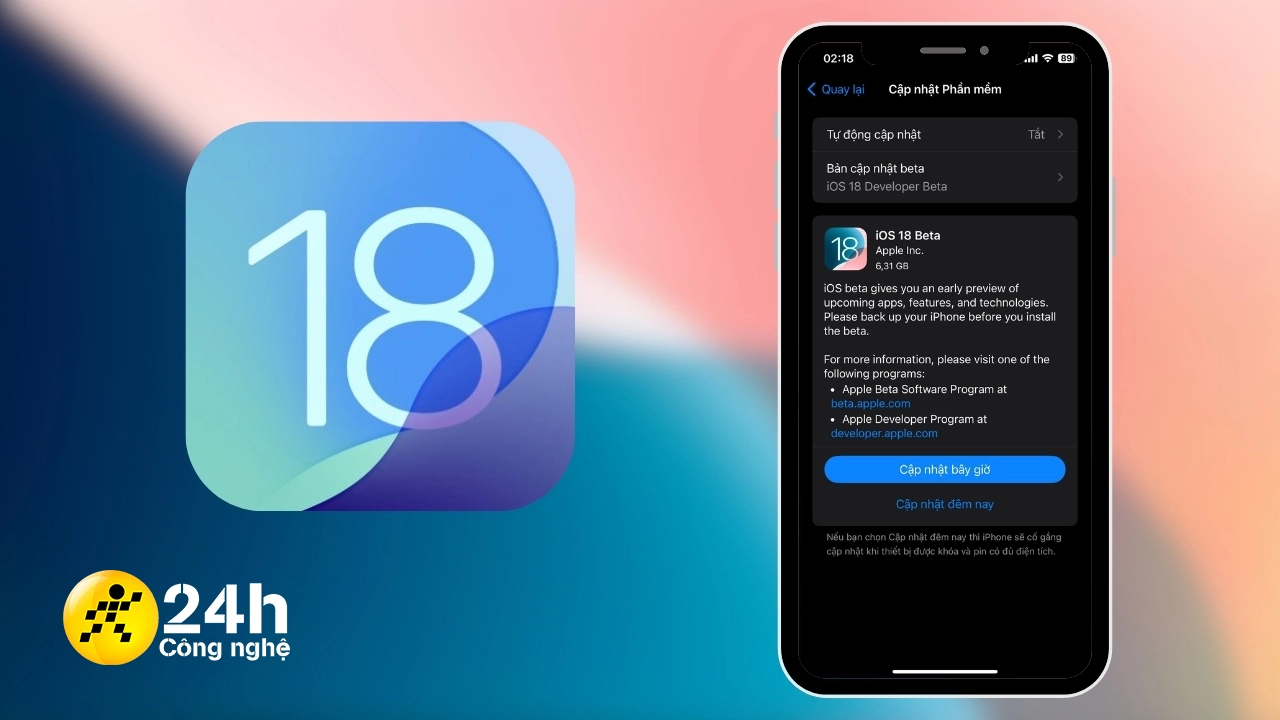 18
24h
Công nghệ
02:18
89
Quay lại
Cập nhật Phần mềm
Tự động cập nhật
Tắt
Bản cập nhật beta
iOS 18 Developer Beta
18
iOS 18 Beta
Apple Inc.
6,31 GB
iOS beta gives you an early preview of
upcoming apps, features, and technologies.
Please back up your iPhone before you install
the beta.
For more information, please visit one of the
following programs:
• Apple Beta Software Program at
beta.apple.com
• Apple Developer Program at
developer.apple.com
Cập nhật bây giờ
Cập nhật đêm nay
Nếu bạn chọn Cập nhật đêm nay thì iPhone sẽ cố gắng
cập nhật khi thiết bị được khóa và pin có đủ điện tích.